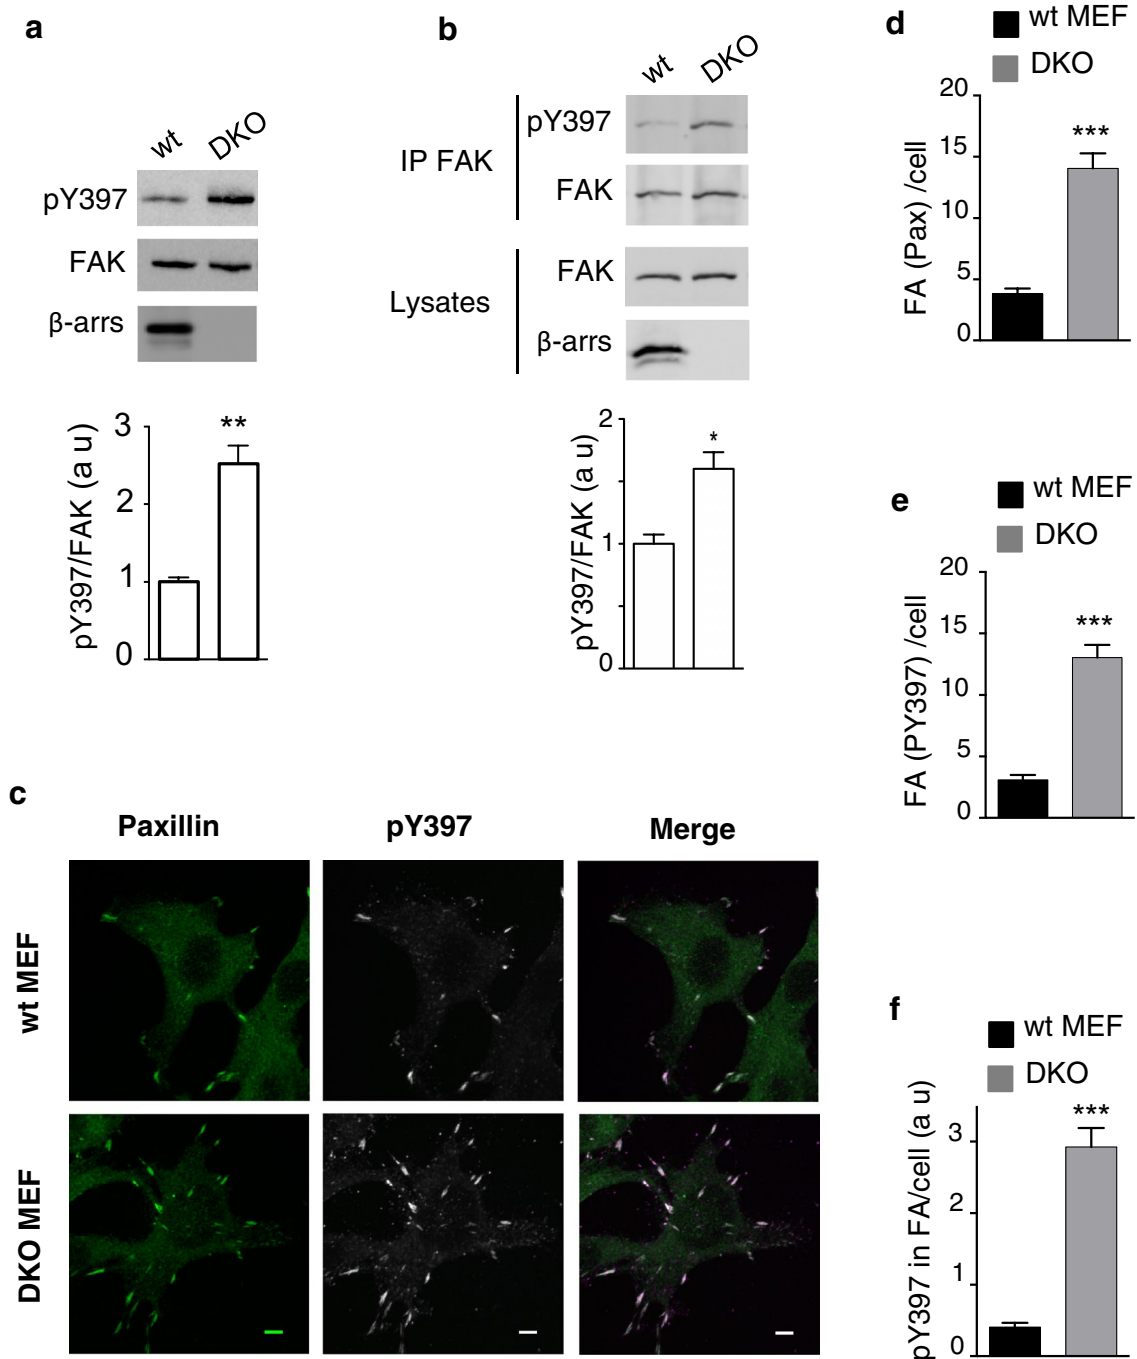 a
wt DKO
pY397
FAK
β-arrs
pY397/FAK (a u)
3
2
1
0
**
b
wt DKO
IP FAK
pY397
FAK
Lysates
FAK
β-arrs
pY397/FAK (a u)
2
1
0
*
c
Paxillin pY397 Merge
wt MEF
DKO MEF
d
wt MEF
DKO
FA (Pax) /cell
20
15
10
5
0
***
e
wt MEF
DKO
FA (PY397) /cell
20
15
10
5
0
***
f
wt MEF
DKO
pY397 in FA/cell (a u)
3
2
1
0
***